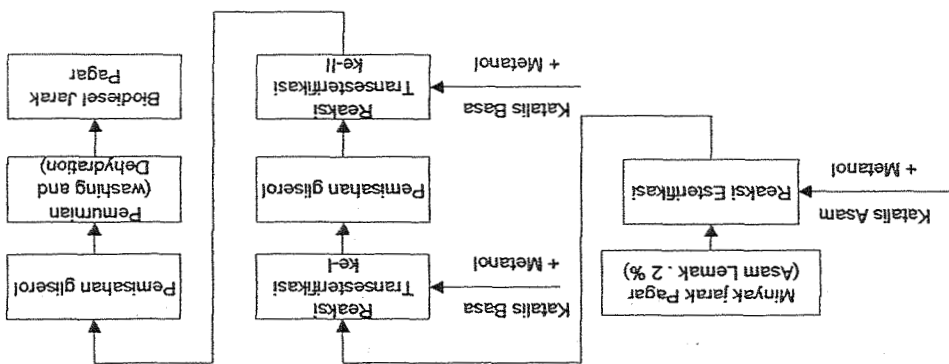 Minyak jarak Pagar
(Asam Lemak . 2 %)
Katalis Asam
+ Metanol
Reaksi Esterifikasi
Katalis Basa
+ Metanol
Reaksi
Transesterifikasi
ke-I
Pemisahan gliserol
Katalis Basa
+ Metanol
Reaksi
Transesterifikasi
ke-II
Pemisahan gliserol
Pemurnian
(washing and
Dehydration)
Biodiesel Jarak
Pagar